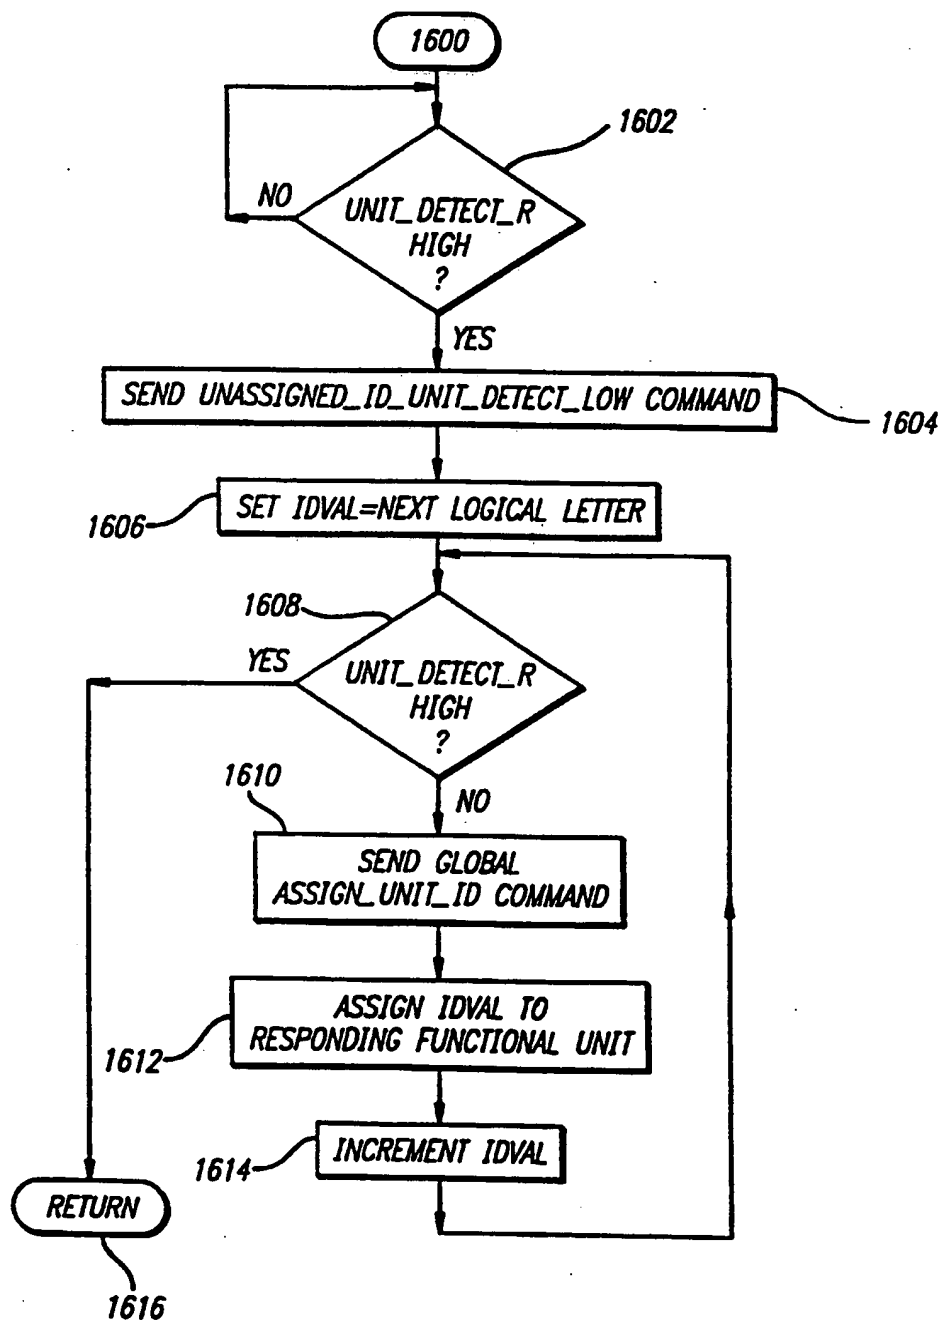 1600
1602
NO
UNIT_DETECT_R
HIGH
?
YES
SEND UNASSIGNED_ID_UNIT_DETECT_LOW COMMAND
1604
SET IDVAL=NEXT LOGICAL LETTER
1606
1608
YES
UNIT_DETECT_R
HIGH
?
1610
NO
SEND GLOBAL
ASSIGN_UNIT_ID COMMAND
ASSIGN IDVAL TO
RESPONDING FUNCTIONAL UNIT
1612
INCREMENT IDVAL
1614
RETURN
1616